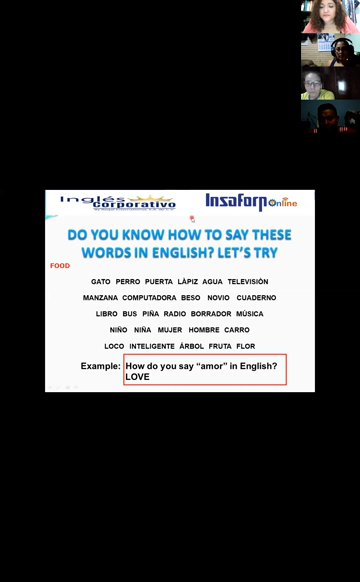 Inglés
corporativo
Insaforp Online
DO YOU KNOW HOW TO SAY THESE
WORDS IN ENGLISH? LET'S TRY
FOOD
GATO PERRO PUERTA LÀPIZ AGUA TELEVISIÓN
MANZANA COMPUTADORA BESO NOVIO CUADERNO
LIBRO BUS PIÑA RADIO BORRADOR MÚSICA
NIÑO NIÑA MUJER HOMBRE CARRO
LOCO INTELIGENTE ÁRBOL FRUTA FLOR
Example: How do you say “amor” in English?
LOVE